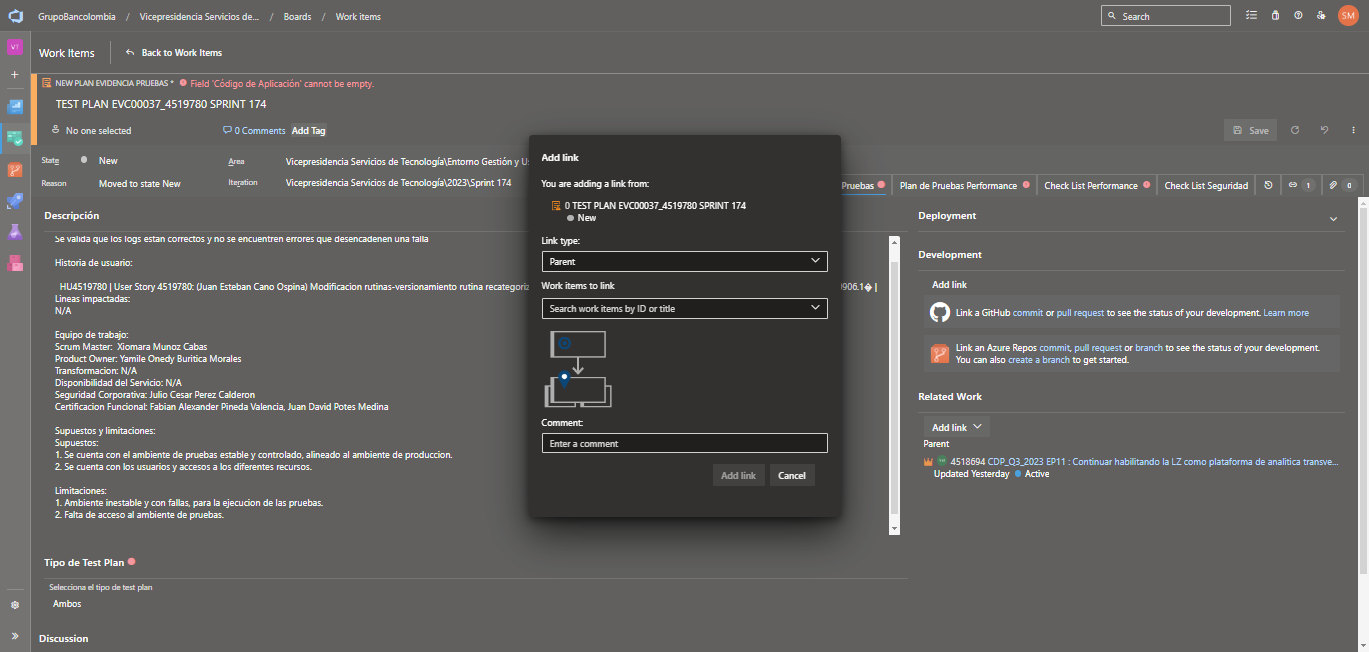 GrupoBancolombia / Vicepresidencia Servicios de... / Boards / Work items
Search
SM
VT
Work Items
Back to Work Items
NEW PLAN EVIDENCIA PRUEBAS * Field 'Código de Aplicación' cannot be empty.
TEST PLAN EVC00037_4519780 SPRINT 174
No one selected
0 Comments
Add Tag
Save
State
New
Area
Vicepresidencia Servicios de Tecnología\Entorno Gestión y Us
Reason
Moved to state New
Iteration
Vicepresidencia Servicios de Tecnología\2023\Sprint 174
Pruebas
Plan de Pruebas Performance
Check List Performance
Check List Seguridad
1
0
Descripción
Se valida que los logs estan correctos y no se encuentren errores que desencadenen una falla
Historia de usuario:
HU4519780 | User Story 4519780: (Juan Esteban Cano Ospina) Modificacion rutinas-versionamiento rutina recategoriz
906.1� |
Lineas impactadas:
N/A
Equipo de trabajo:
Scrum Master: Xiomara Munoz Cabas
Product Owner: Yamile Onedy Buritica Morales
Transformacion: N/A
Disponibilidad del Servicio: N/A
Seguridad Corporativa: Julio Cesar Perez Calderon
Certificacion Funcional: Fabian Alexander Pineda Valencia, Juan David Potes Medina
Supuestos y limitaciones:
Supuestos:
1. Se cuenta con el ambiente de pruebas estable y controlado, alineado al ambiente de produccion.
2. Se cuenta con los usuarios y accesos a los diferentes recursos.
Limitaciones:
1. Ambiente inestable y con fallas, para la ejecucion de las pruebas.
2. Falta de acceso al ambiente de pruebas.
Tipo de Test Plan
Selecciona el tipo de test plan
Ambos
Discussion
Add link
You are adding a link from:
0 TEST PLAN EVC00037_4519780 SPRINT 174
New
Link type:
Parent
Work items to link
Search work items by ID or title
Comment:
Enter a comment
Add link
Cancel
Deployment
Development
Add link
Link a GitHub commit or pull request to see the status of your development. Learn more
Link an Azure Repos commit, pull request or branch to see the status of your development.
You can also create a branch to get started.
Related Work
Add link
Parent
4518694 CDP_Q3_2023 EP11 : Continuar habilitando la LZ como plataforma de analitica transve...
Updated Yesterday Active